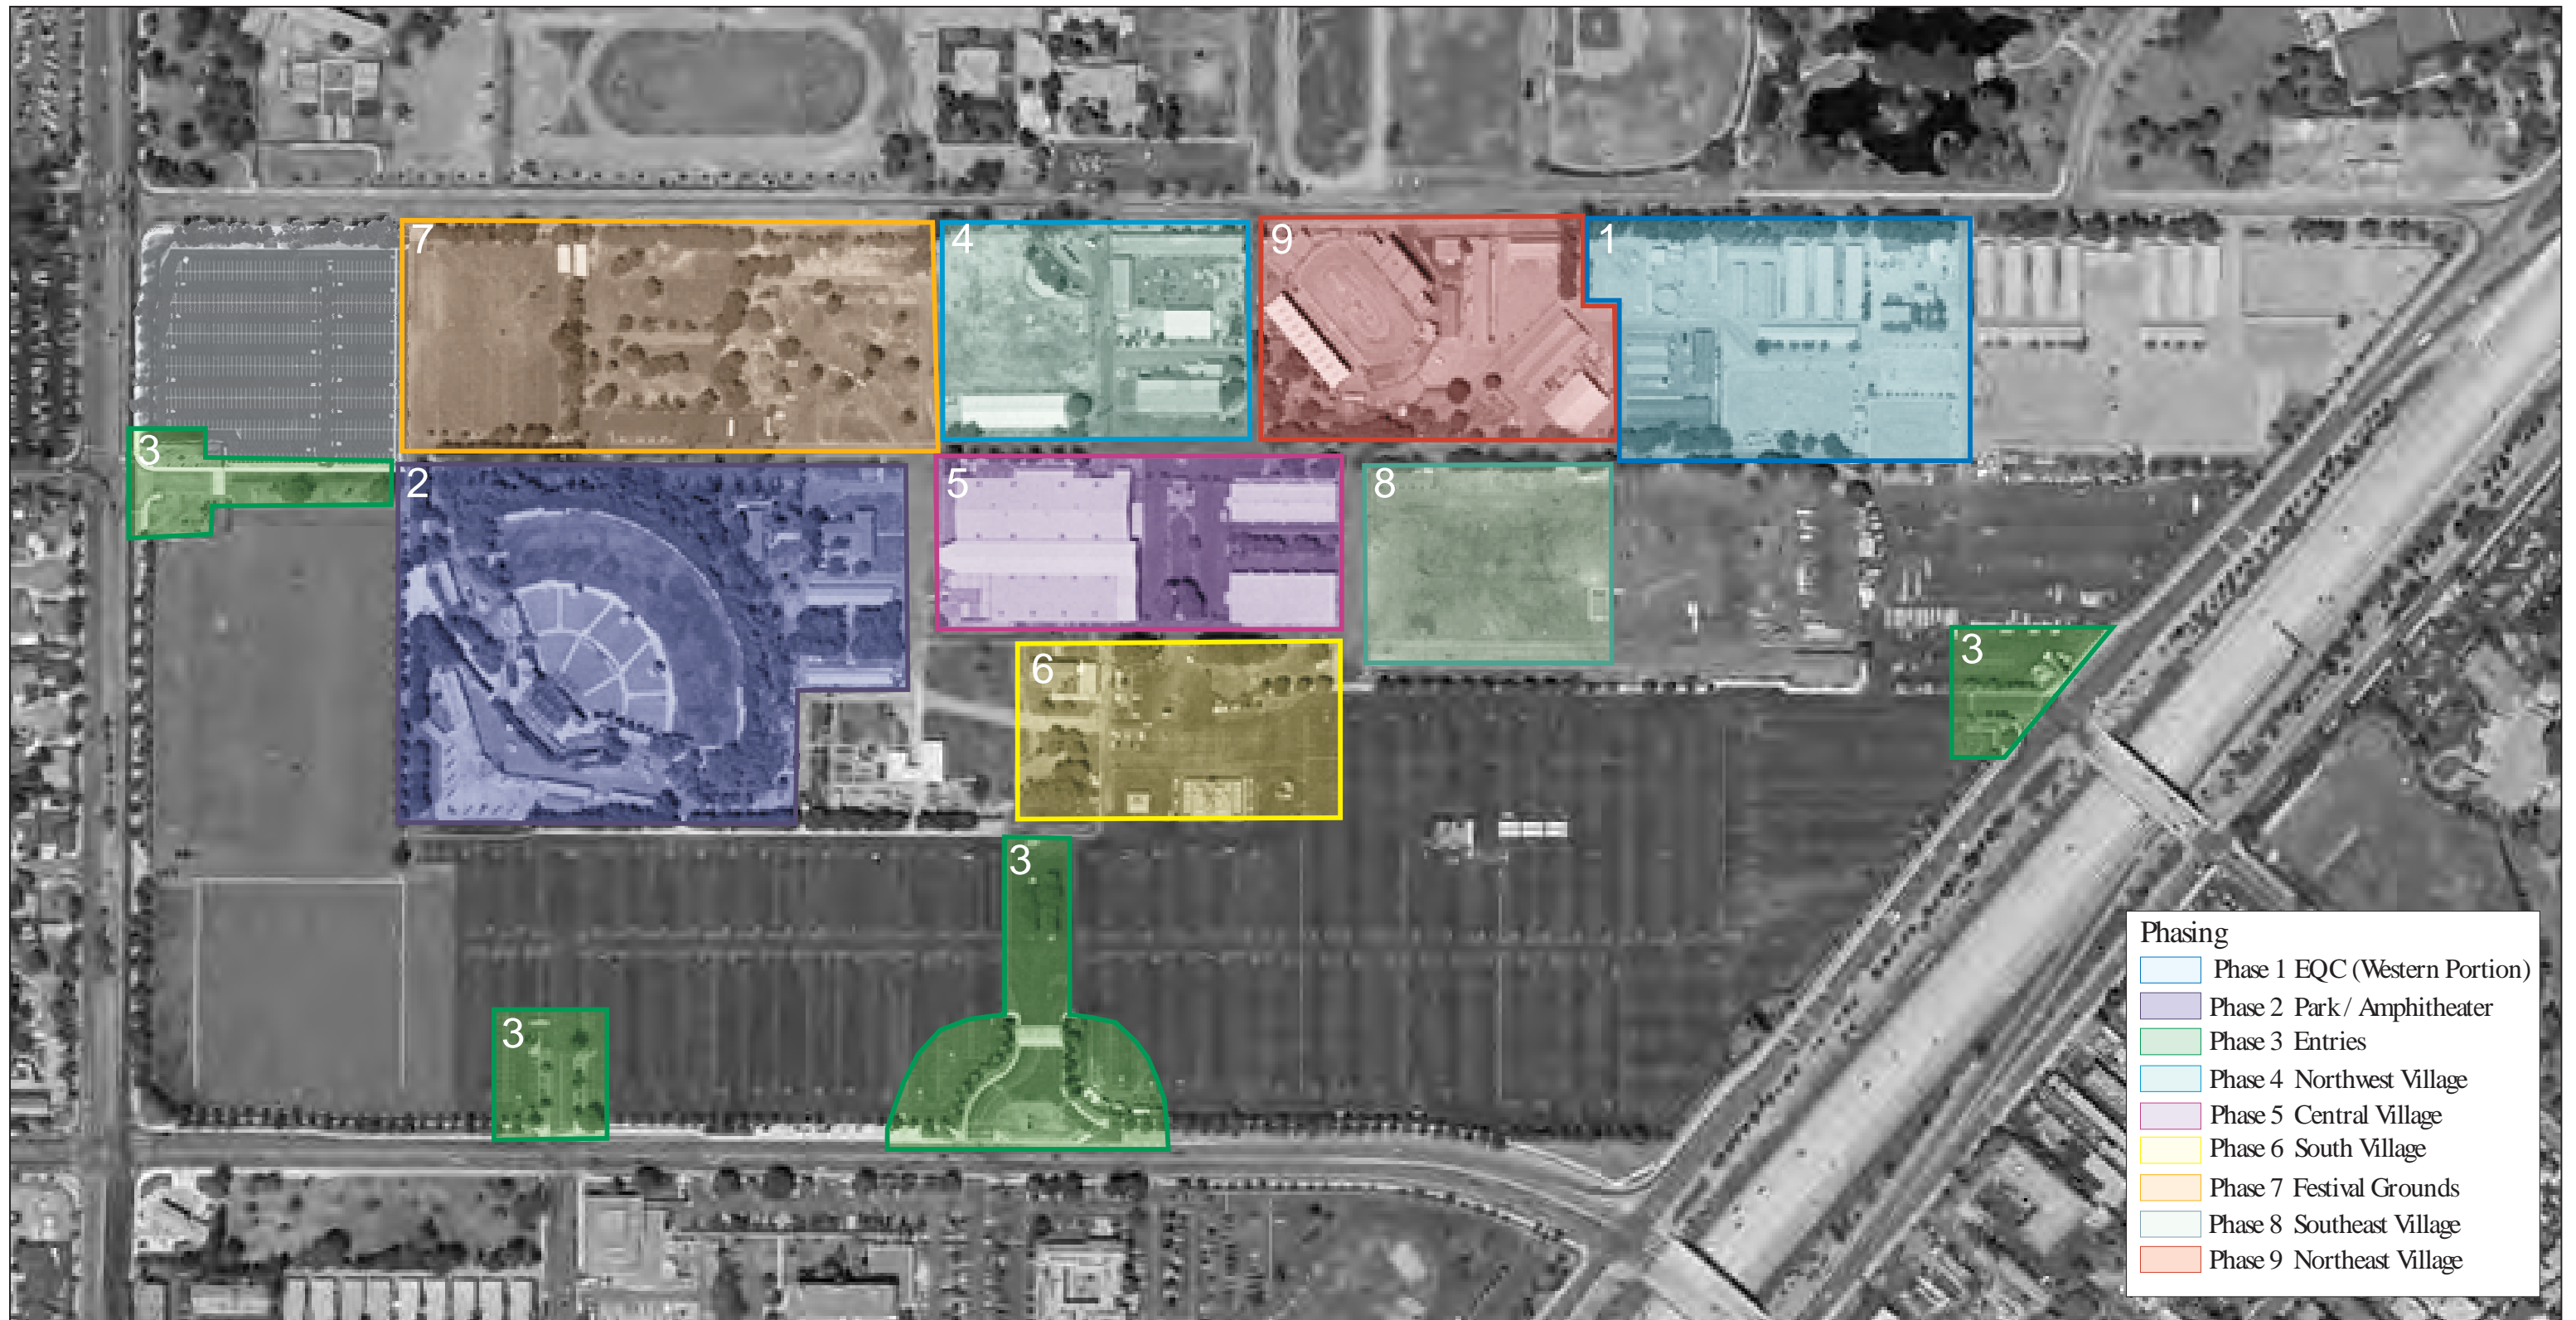 7
4
9
1
3
2
5
8
6
3
3
3
Phasing
Phase 1 EQC (Western Portion)
Phase 2 Park / Amphitheater
Phase 3 Entries
Phase 4 Northwest Village
Phase 5 Central Village
Phase 6 South Village
Phase 7 Festival Grounds
Phase 8 Southeast Village
Phase 9 Northeast Village